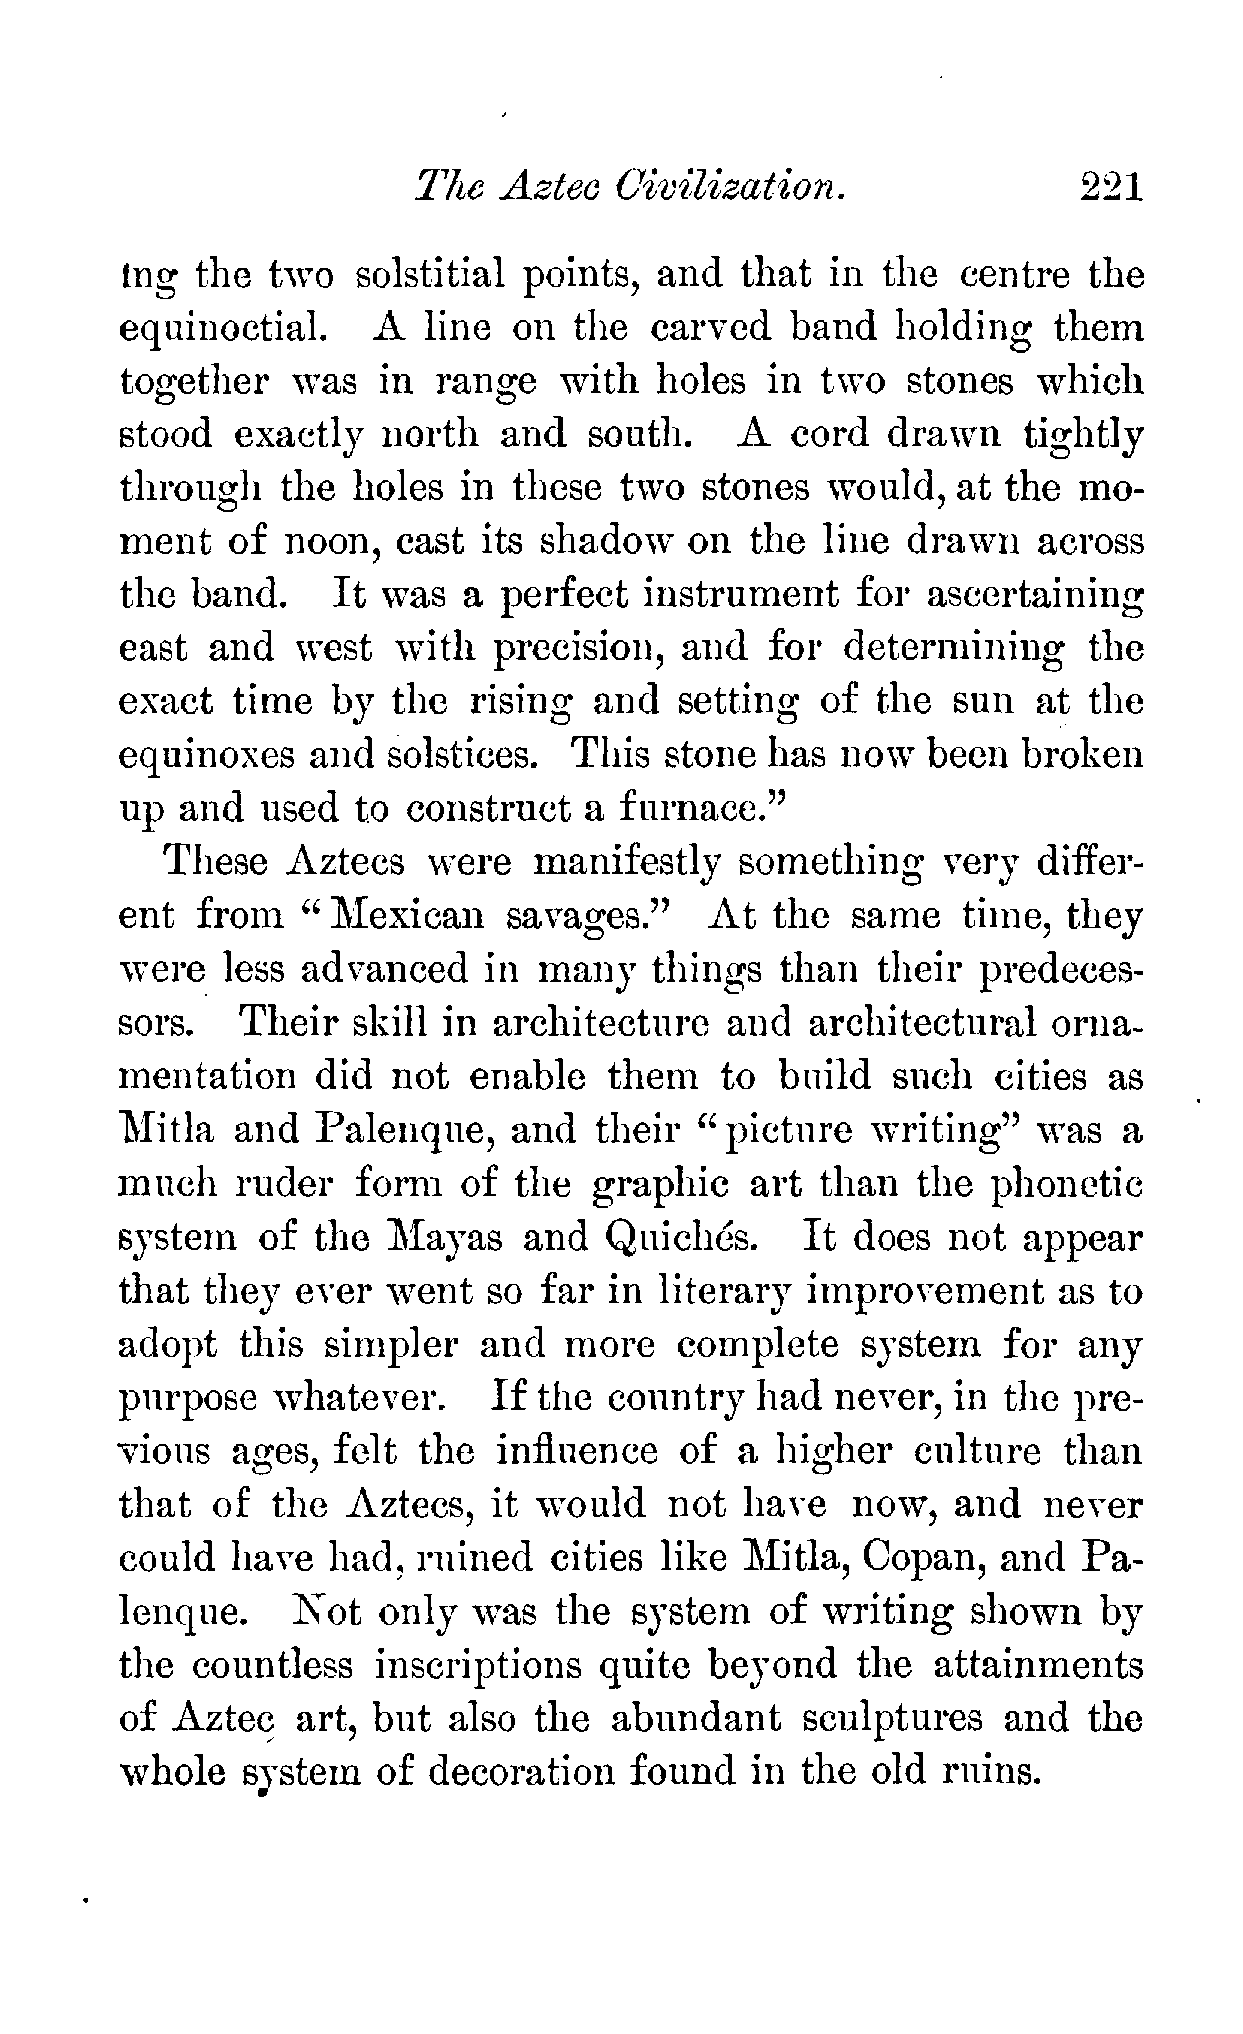 The Aztec Civilization. 221
ing the two solstitial points, and that in the centre the
equinoctial. A line on the carved band holding them
together was in range with holes in two stones which
stood exactly north and south. A cord drawn tightly
through the holes in these two stones would, at the mo-
ment of noon, cast its shadow on the line drawn across
the band. It was a perfect instrument for ascertaining
east and west with precision, and for determining the
exact time by the rising and setting of the sun at the
equinoxes and solstices. This stone has now been broken
up and used to construct a furnace.”
These Aztecs were manifestly something very differ-
ent from “Mexican savages.” At the same time, they
were less advanced in many things than their predeces-
sors. Their skill in architecture and architectural orna-
mentation did not enable them to build such cities as
Mitla and Palenque, and their “picture writing” was a
much ruder form of the graphic art than the phonetic
system of the Mayas and Quichés. It does not appear
that they ever went so far in literary improvement as to
adopt this simpler and more complete system for any
purpose whatever. If the country had never, in the pre-
vious ages, felt the influence of a higher culture than
that of the Aztecs, it would not have now, and never
could have had, ruined cities like Mitla, Copan, and Pa-
lenque. Not only was the system of writing shown by
the countless inscriptions quite beyond the attainments
of Aztec art, but also the abundant sculptures and the
whole system of decoration found in the old ruins.